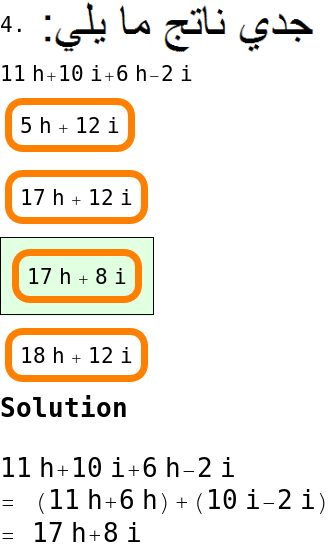 4. جدي ناتج ما يلي:
11 h+10 i+6 h−2 i
5 h + 12 i
17 h + 12 i
17 h + 8 i
18 h + 12 i
Solution
11 h+10 i+6 h−2 i
= (11 h+6 h)+(10 i−2 i)
= 17 h+8 i